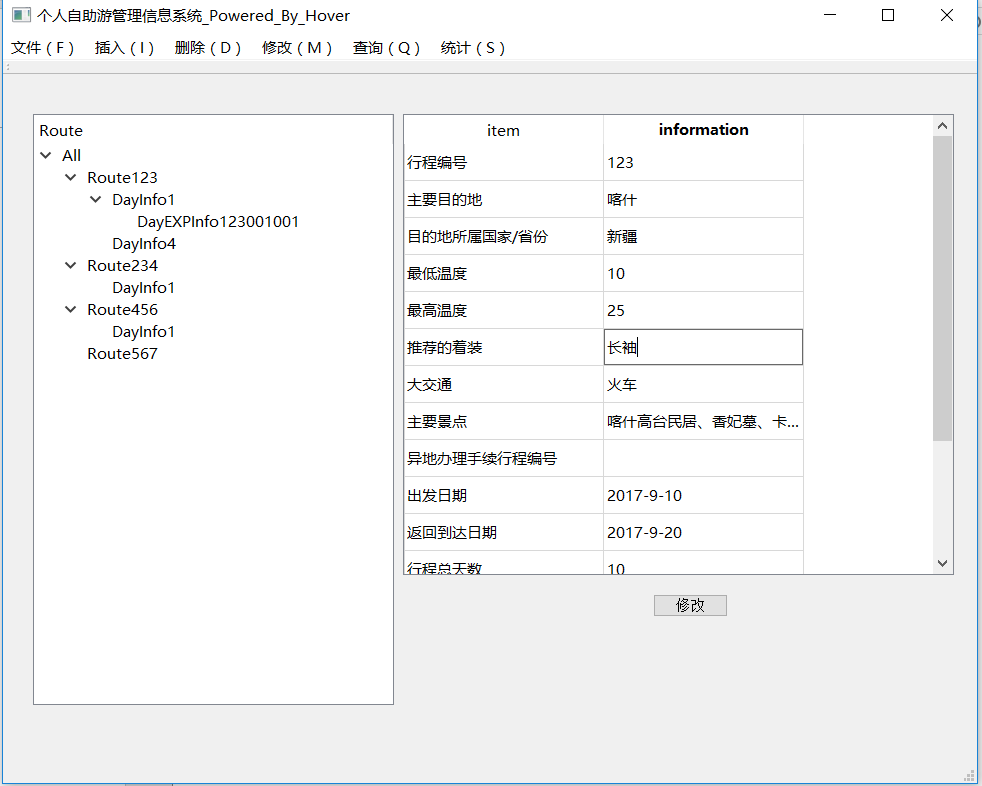 个人自助游管理信息系统_Powered_By_Hover
文件（F） 插入（I） 删除（D） 修改（M） 查询（Q） 统计（S）
Route
All
Route123
DayInfo1
DayEXPInfo123001001
DayInfo4
Route234
DayInfo1
Route456
DayInfo1
Route567
item information
行程编号 123
主要目的地 喀什
目的地所属国家/省份 新疆
最低温度 10
最高温度 25
推荐的着装 长袖
大交通 火车
主要景点 喀什高台民居、香妃墓、卡...
异地办理手续行程编号
出发日期 2017-9-10
返回到达日期 2017-9-20
行程总天数 10
修改